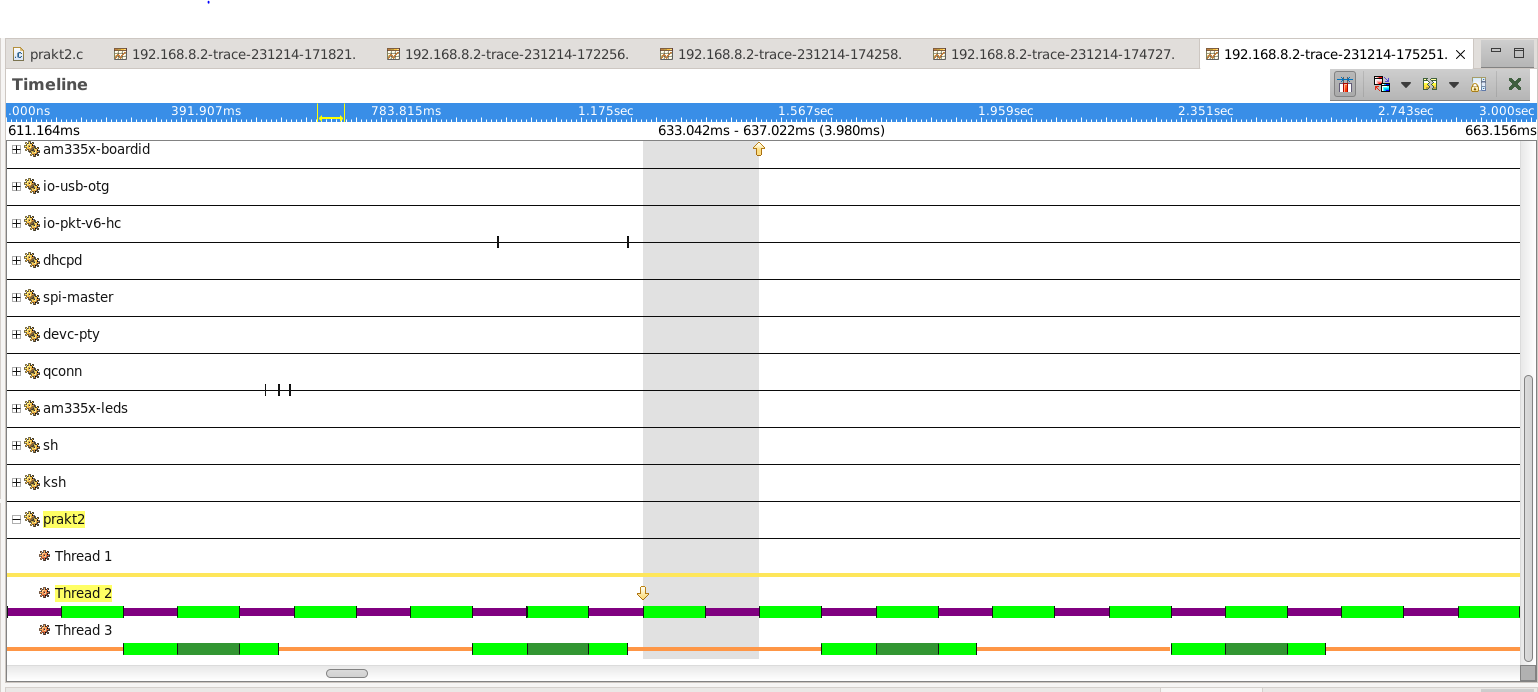 prakt2.c 192.168.8.2-trace-231214-171821. 192.168.8.2-trace-231214-172256. 192.168.8.2-trace-231214-174258. 192.168.8.2-trace-231214-174727. 192.168.8.2-trace-231214-175251.
Timeline
.000ns 391.907ms 783.815ms 1.175sec 1.567sec 1.959sec 2.351sec 2.743sec 3.000sec
611.164ms 633.042ms - 637.022ms (3.980ms) 663.156ms
am335x-boardid
io-usb-otg
io-pkt-v6-hc
dhcpd
spi-master
devc-pty
qconn
am335x-leds
sh
ksh
prakt2
Thread 1
Thread 2
Thread 3